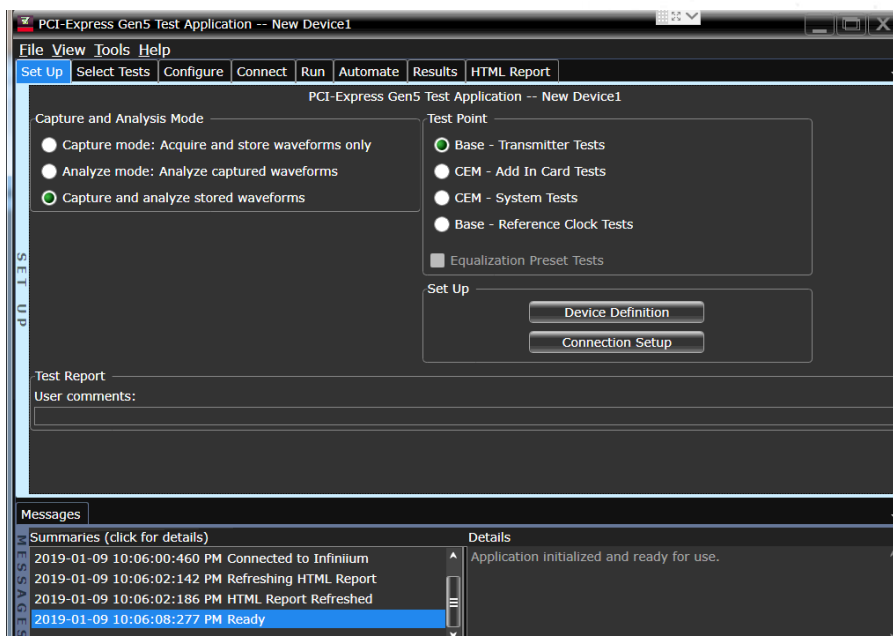 PCI-Express Gen5 Test Application -- New Device1
File View Tools Help
Set Up Select Tests Configure Connect Run Automate Results HTML Report
PCI-Express Gen5 Test Application -- New Device1
Capture and Analysis Mode
Capture mode: Acquire and store waveforms only
Analyze mode: Analyze captured waveforms
Capture and analyze stored waveforms
Test Point
Base - Transmitter Tests
CEM - Add In Card Tests
CEM - System Tests
Base - Reference Clock Tests
Equalization Preset Tests
SET UP
Set Up
Device Definition
Connection Setup
Test Report
User comments:
Messages
MESSAGES
Summaries (click for details)
2019-01-09 10:06:00:460 PM Connected to Infiniium
2019-01-09 10:06:02:142 PM Refreshing HTML Report
2019-01-09 10:06:02:186 PM HTML Report Refreshed
2019-01-09 10:06:08:277 PM Ready
Details
Application initialized and ready for use.